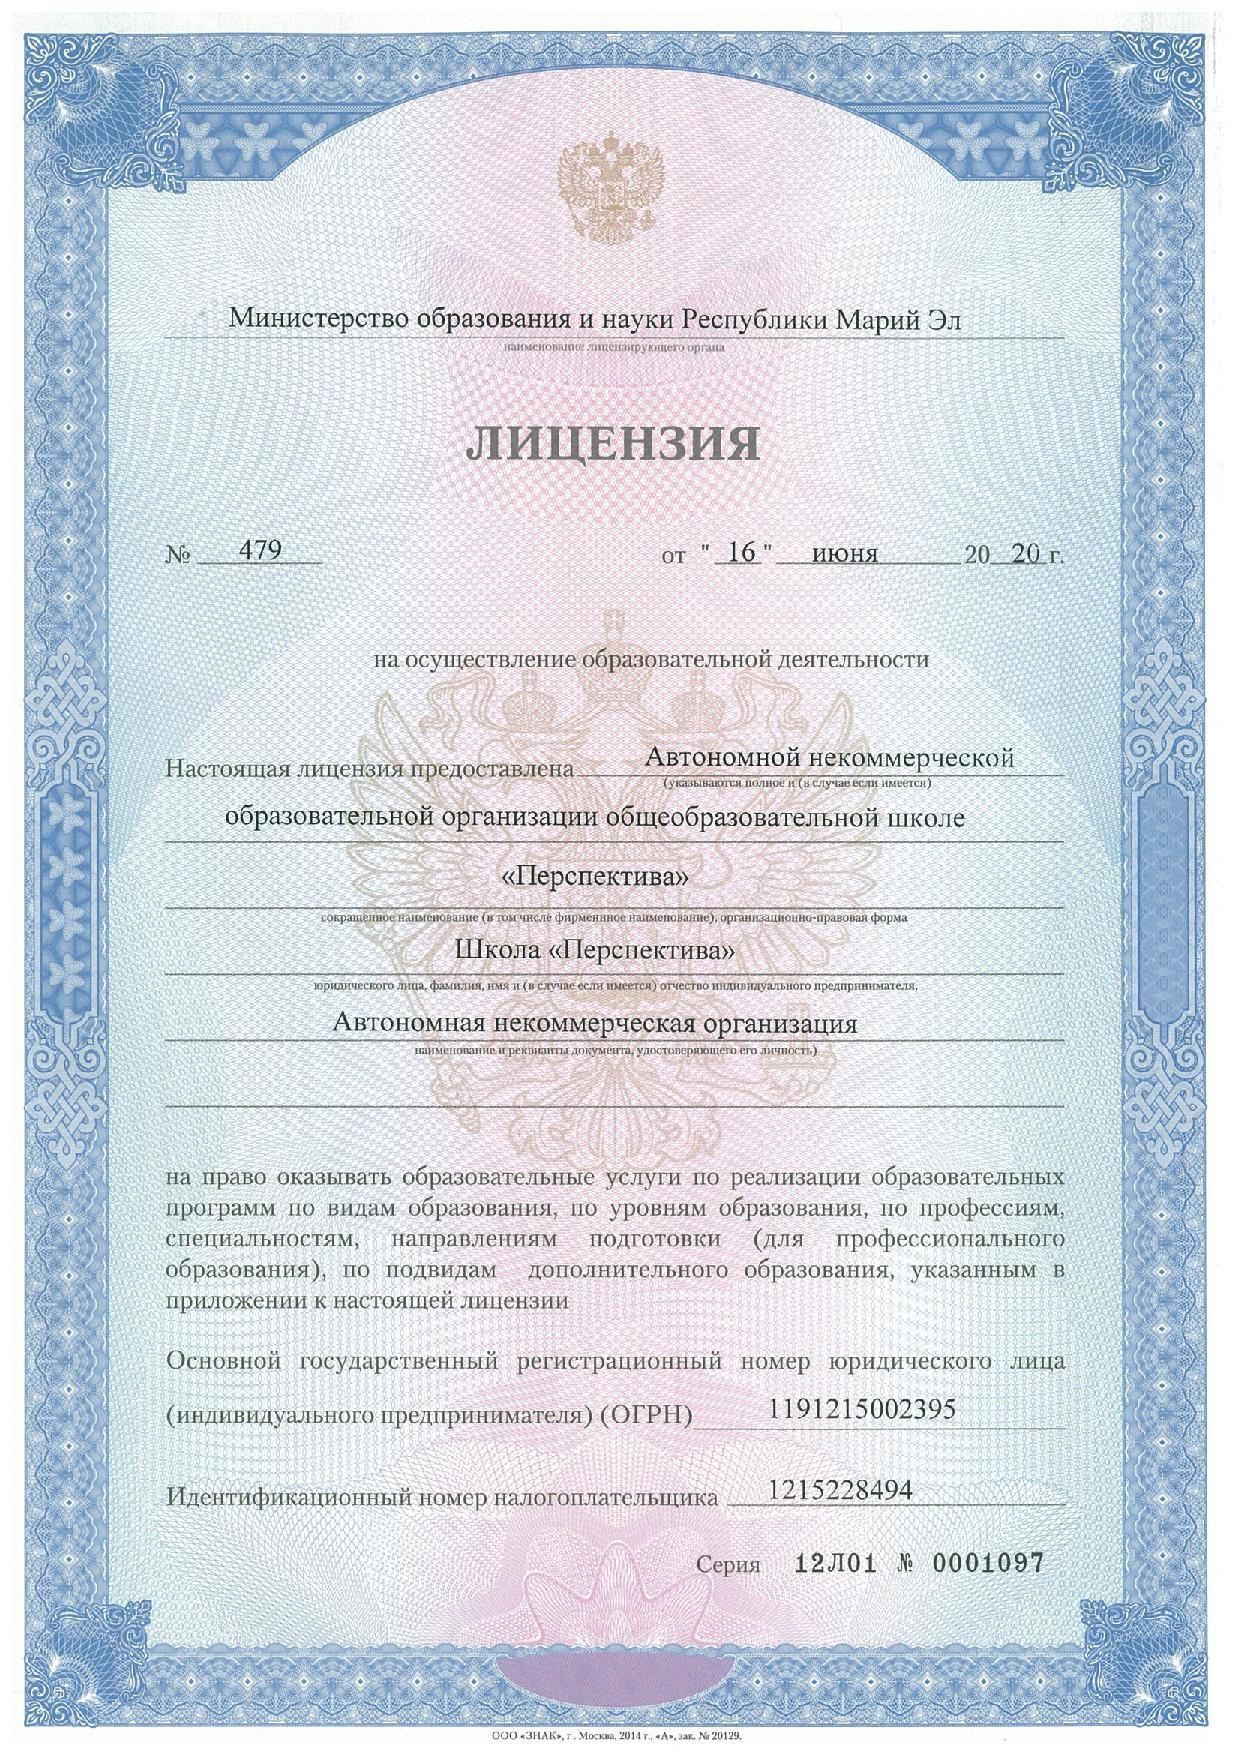 Министерство образования и науки Республики Марий Эл
наименование лицензирующего органа
ЛИЦЕНЗИЯ
№ 479 от "16" июня 2020 г.
на осуществление образовательной деятельности
Настоящая лицензия предоставлена Автономной некоммерческой
(указываются полное и (в случае если имеется)
образовательной организации общеобразовательной школе
«Перспектива»
сокращенное наименование (в том числе фирменное наименование), организационно-правовая форма
Школа «Перспектива»
юридического лица, фамилия, имя и (в случае если имеется) отчество индивидуального предпринимателя,
Автономная некоммерческая организация
наименование и реквизиты документа, удостоверяющего его личность)
на право оказывать образовательные услуги по реализации образовательных
программ по видам образования, по уровням образования, по профессиям,
специальностям, направлениям подготовки (для профессионального
образования), по подвидам дополнительного образования, указанным в
приложении к настоящей лицензии
Основной государственный регистрационный номер юридического лица
(индивидуального предпринимателя) (ОГРН) 1191215002395
Идентификационный номер налогоплательщика 1215228494
Серия 12Л01 № 0001097
ООО «ЗНАК», г. Москва, 2014 г., «А», зак. № 20129.